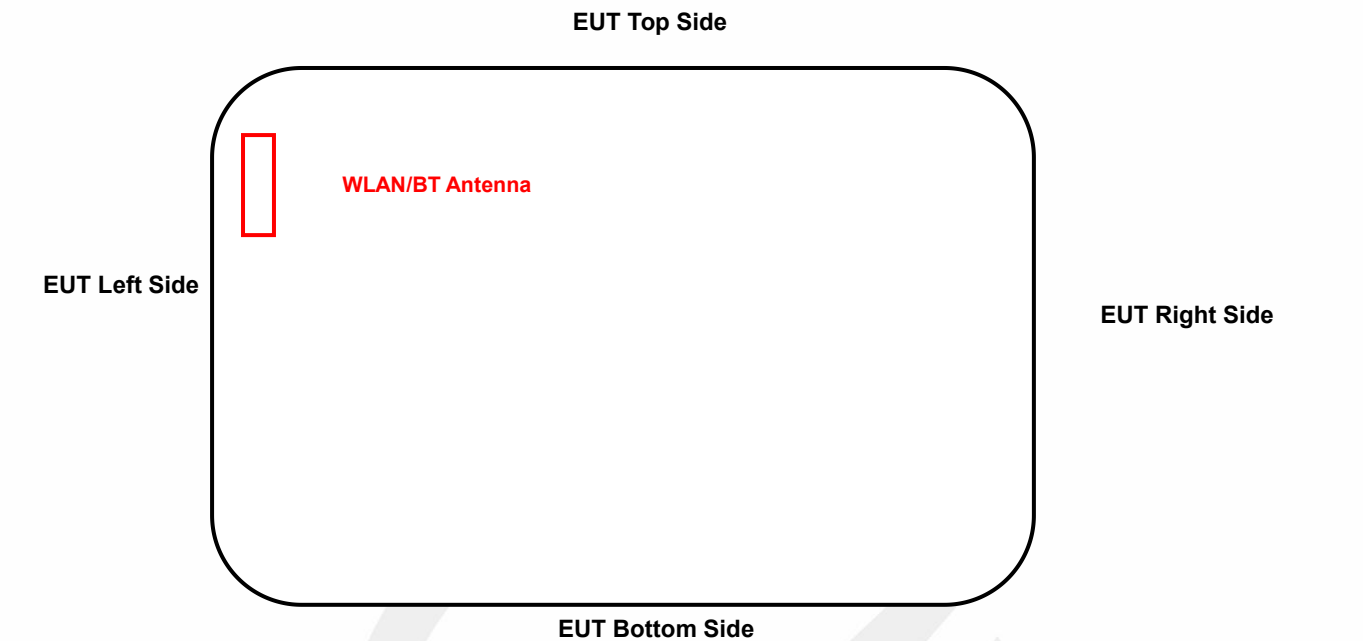 EUT Top Side
WLAN/BT Antenna
EUT Left Side
EUT Right Side
EUT Bottom Side